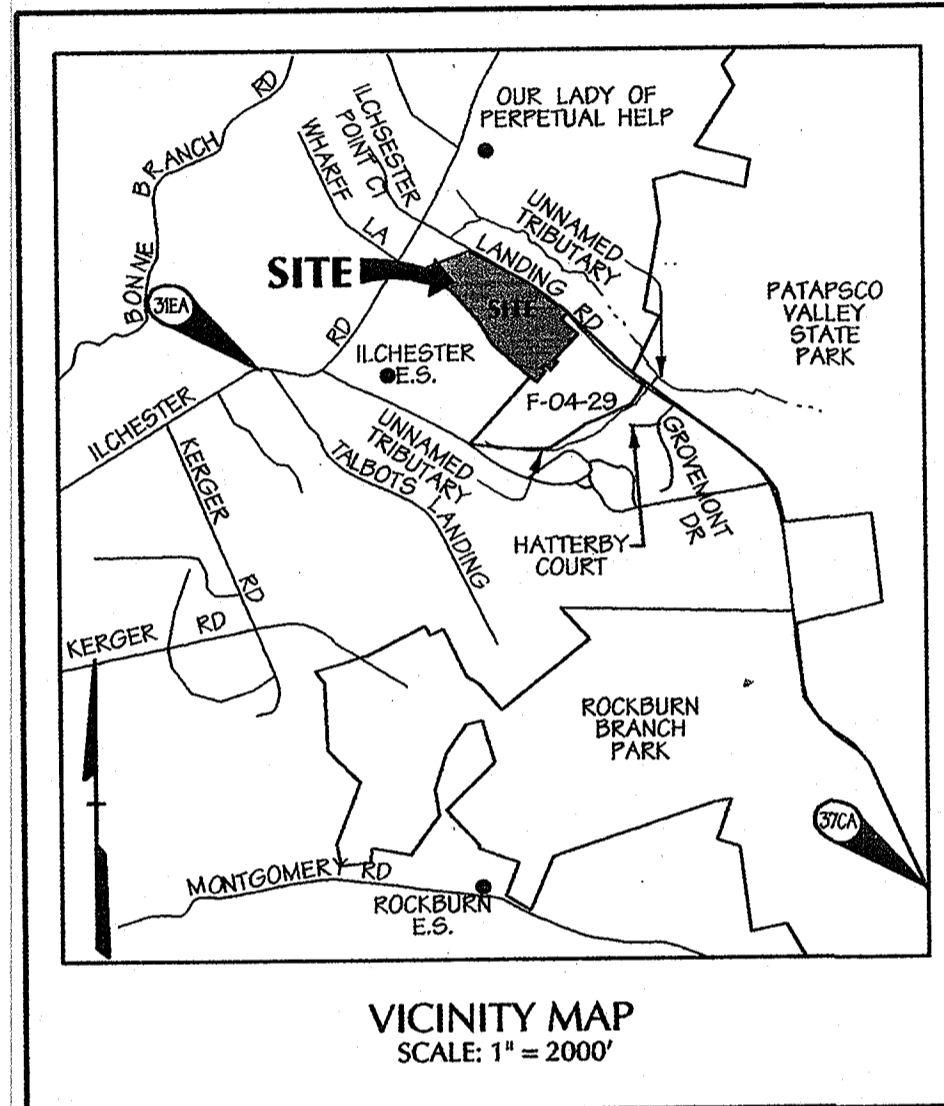 BONNIE BRANCH RD
ILCHSESTER
POINT CT
WHARFF LA
OUR LADY OF
PERPETUAL HELP
UNNAMED
TRIBUTARY
LANDING RD
SITE
SITE
PATAPSCO
VALLEY
STATE
PARK
31EA
RD
ILCHESTER
E.S.
F-04-29
ILCHESTER
UNNAMED
TRIBUTARY
TALBOTS LANDING
GROVEMONT
DR
KERGER RD
HATTERBY
COURT
KERGER RD
ROCKBURN
BRANCH
PARK
37CA
MONTGOMERY RD
ROCKBURN
E.S.
VICINITY MAP
SCALE: 1" = 2000'